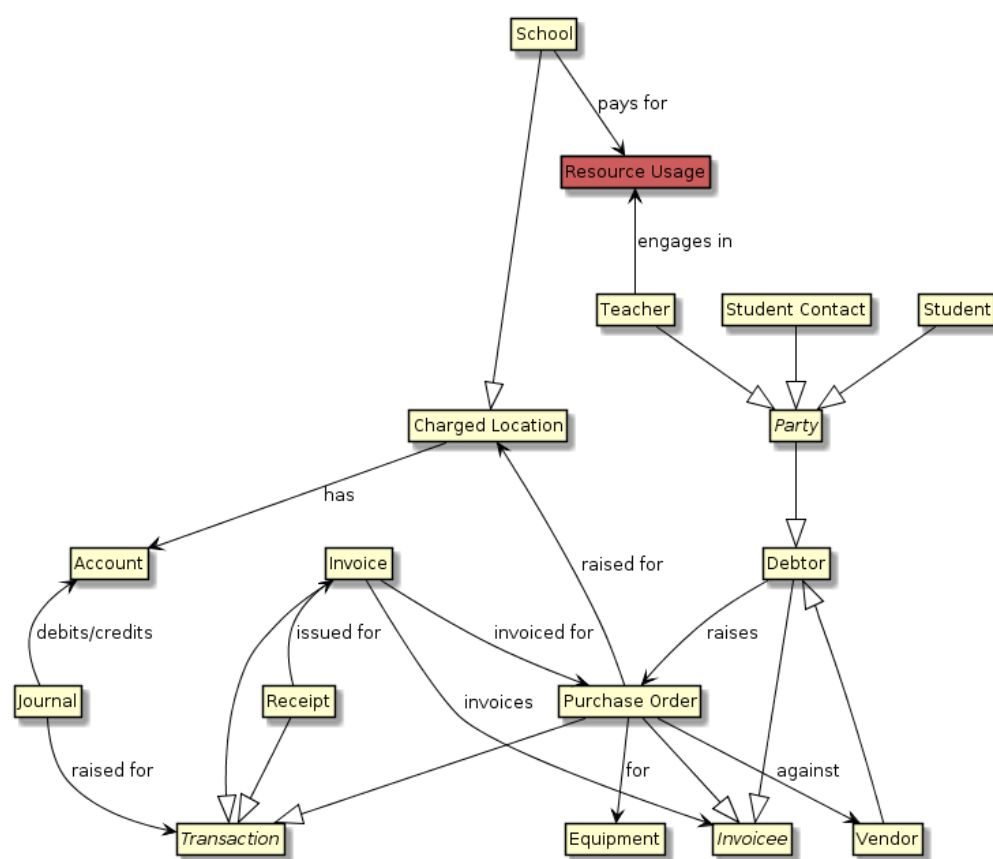 School
pays for
Resource Usage
engages in
Teacher
Student Contact
Student
Charged Location
Party
has
Account
Invoice
raised for
Debtor
debits/credits
issued for
invoiced for
raises
Journal
Receipt
invoices
Purchase Order
raised for
for
against
Transaction
Equipment
Invoicee
Vendor